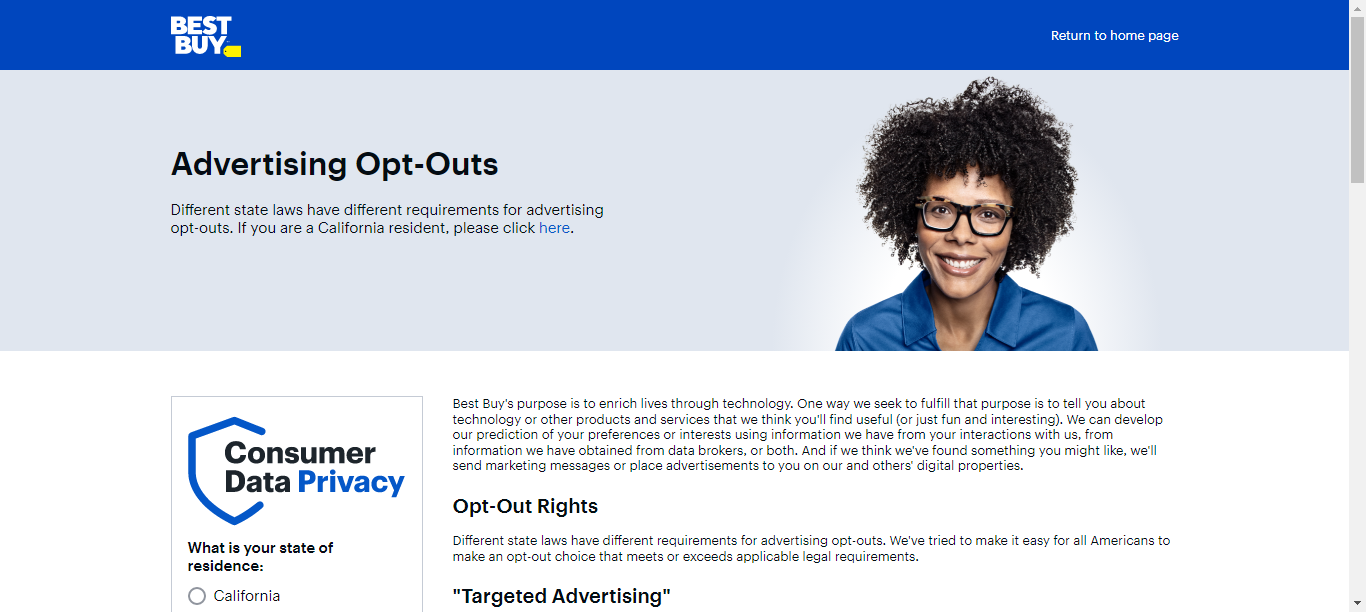 BEST
BUY
Return to home page
Advertising Opt-Outs
Different state laws have different requirements for advertising
opt-outs. If you are a California resident, please click here.
Consumer
Data Privacy
What is your state of
residence:
California
Best Buy's purpose is to enrich lives through technology. One way we seek to fulfill that purpose is to tell you about
technology or other products and services that we think you'll find useful (or just fun and interesting). We can develop
our prediction of your preferences or interests using information we have from your interactions with us, from
information we have obtained from data brokers, or both. And if we think we've found something you might like, we'll
send marketing messages or place advertisements to you on our and others' digital properties.
Opt-Out Rights
Different state laws have different requirements for advertising opt-outs. We've tried to make it easy for all Americans to
make an opt-out choice that meets or exceeds applicable legal requirements.
"Targeted Advertising"